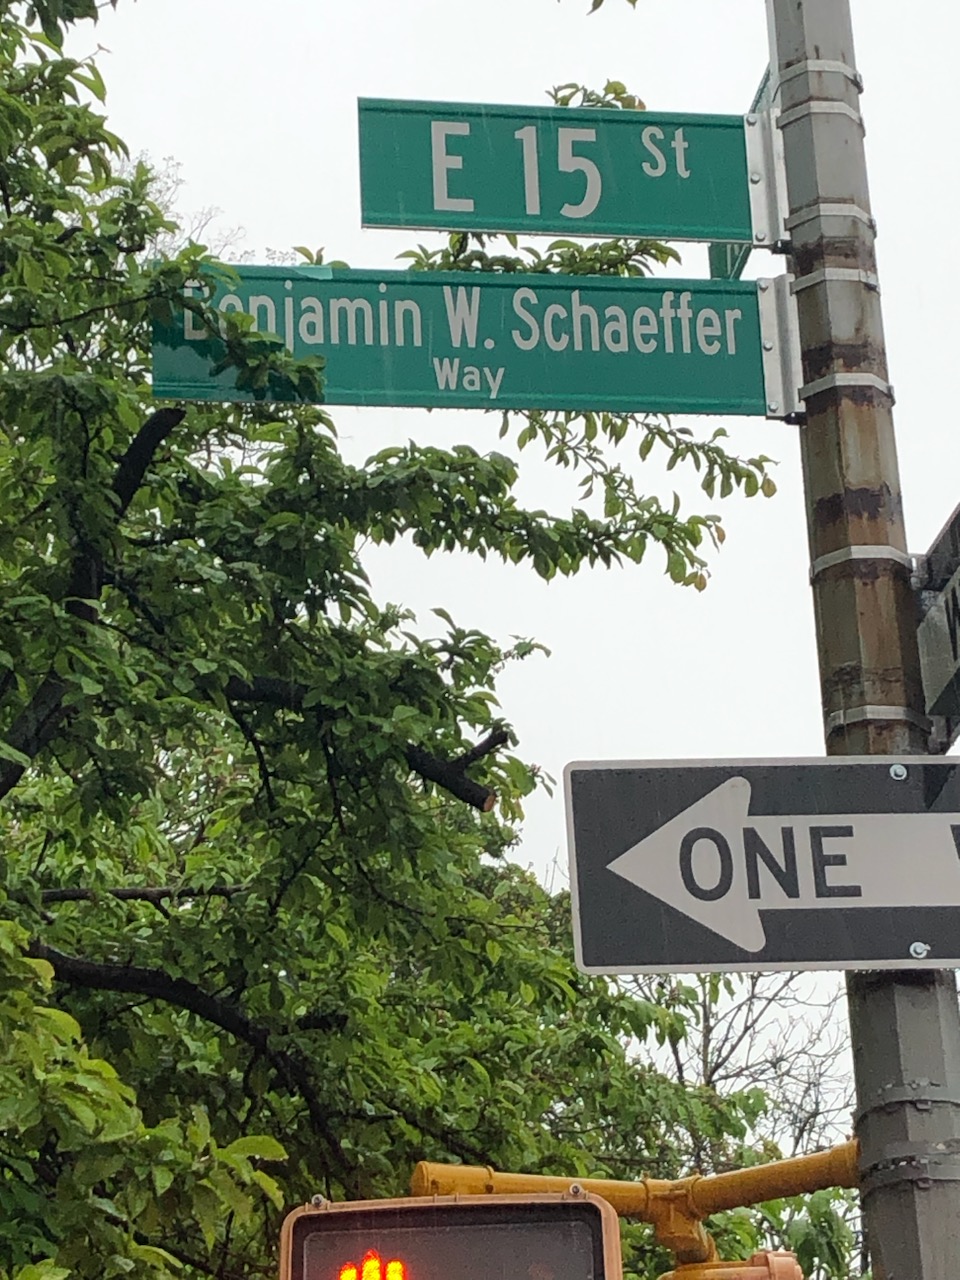 E 15 St
Benjamin W. Schaeffer
Way
ONE